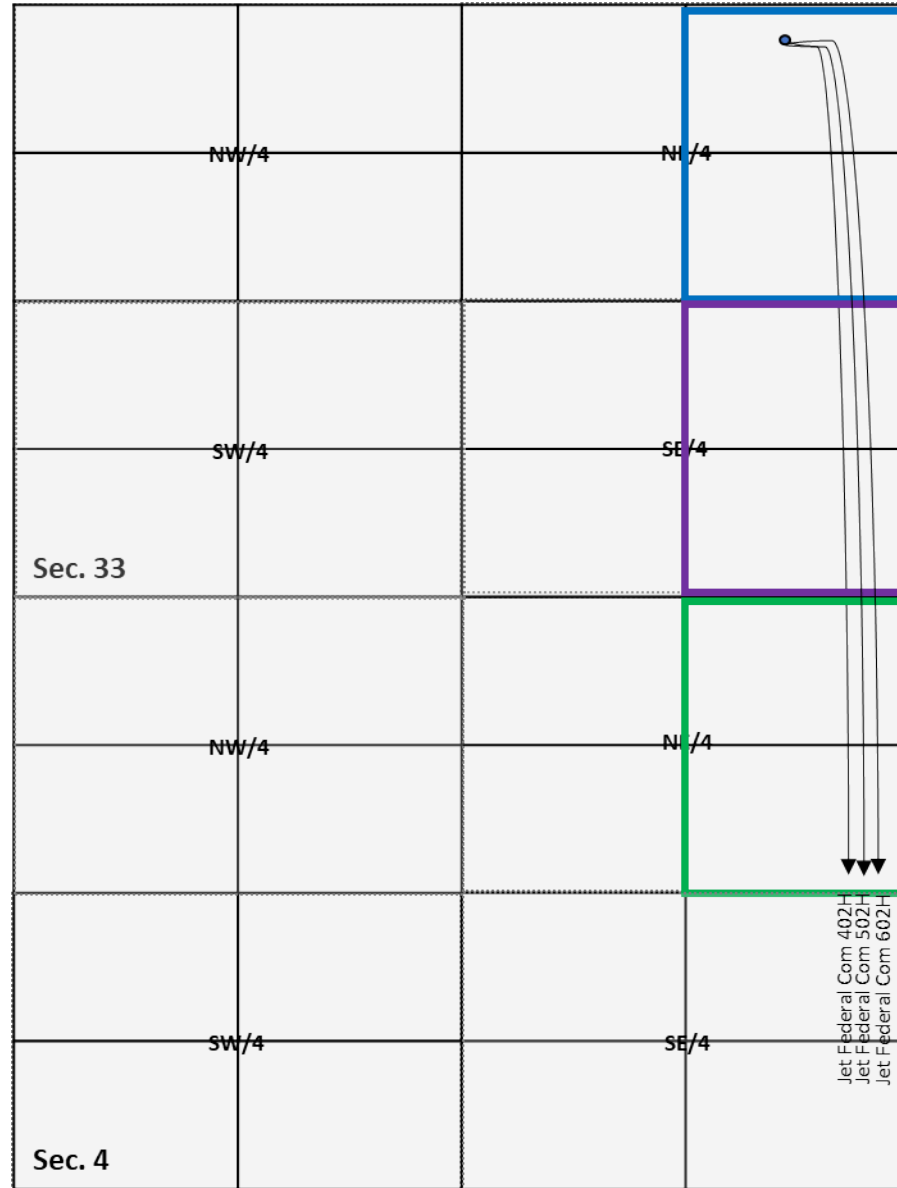 NW/4
NE/4
SW/4
SE/4
Sec. 33
NW/4
NE/4
Jet Federal Com 402H
Jet Federal Com 502H
Jet Federal Com 602H
SW/4
SE/4
Sec. 4